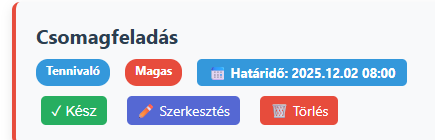 Csomagfeladás
Tennivaló Magas 📅 Határidő: 2025.12.02 08:00
✓ Kész ✏️ Szerkesztés 🗑️ Törlés